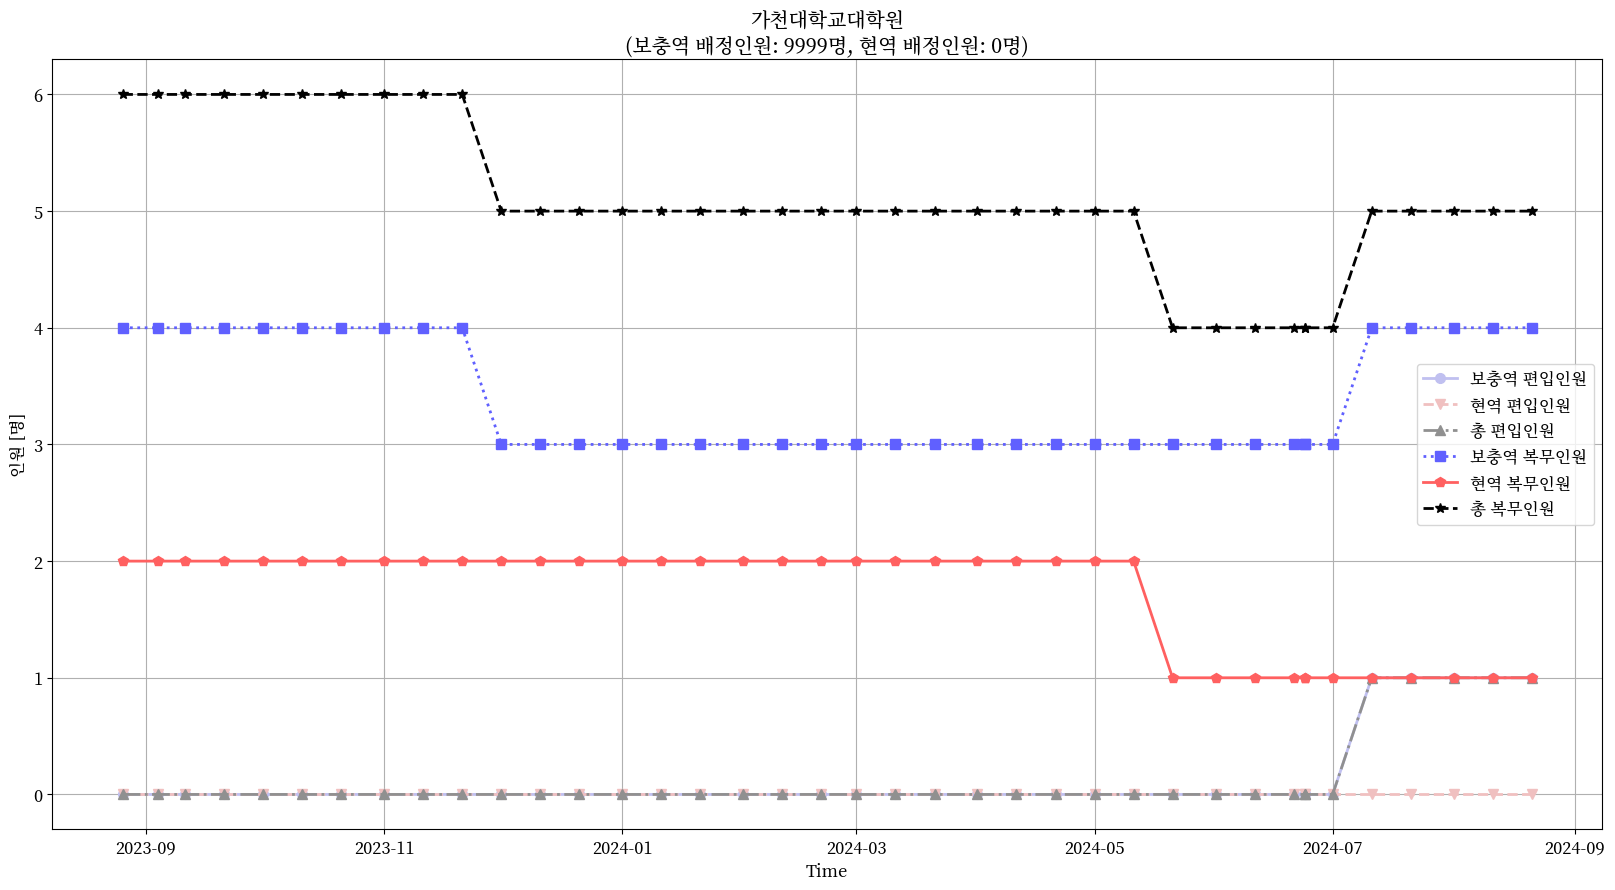 가천대학교대학원
(보충역 배정인원: 9999명, 현역 배정인원: 0명)
인원 [명]
6
5
4
3
2
1
0
보충역 편입인원
현역 편입인원
총 편입인원
보충역 복무인원
현역 복무인원
총 복무인원
2023-09
2023-11
2024-01
2024-03
2024-05
2024-07
2024-09
Time